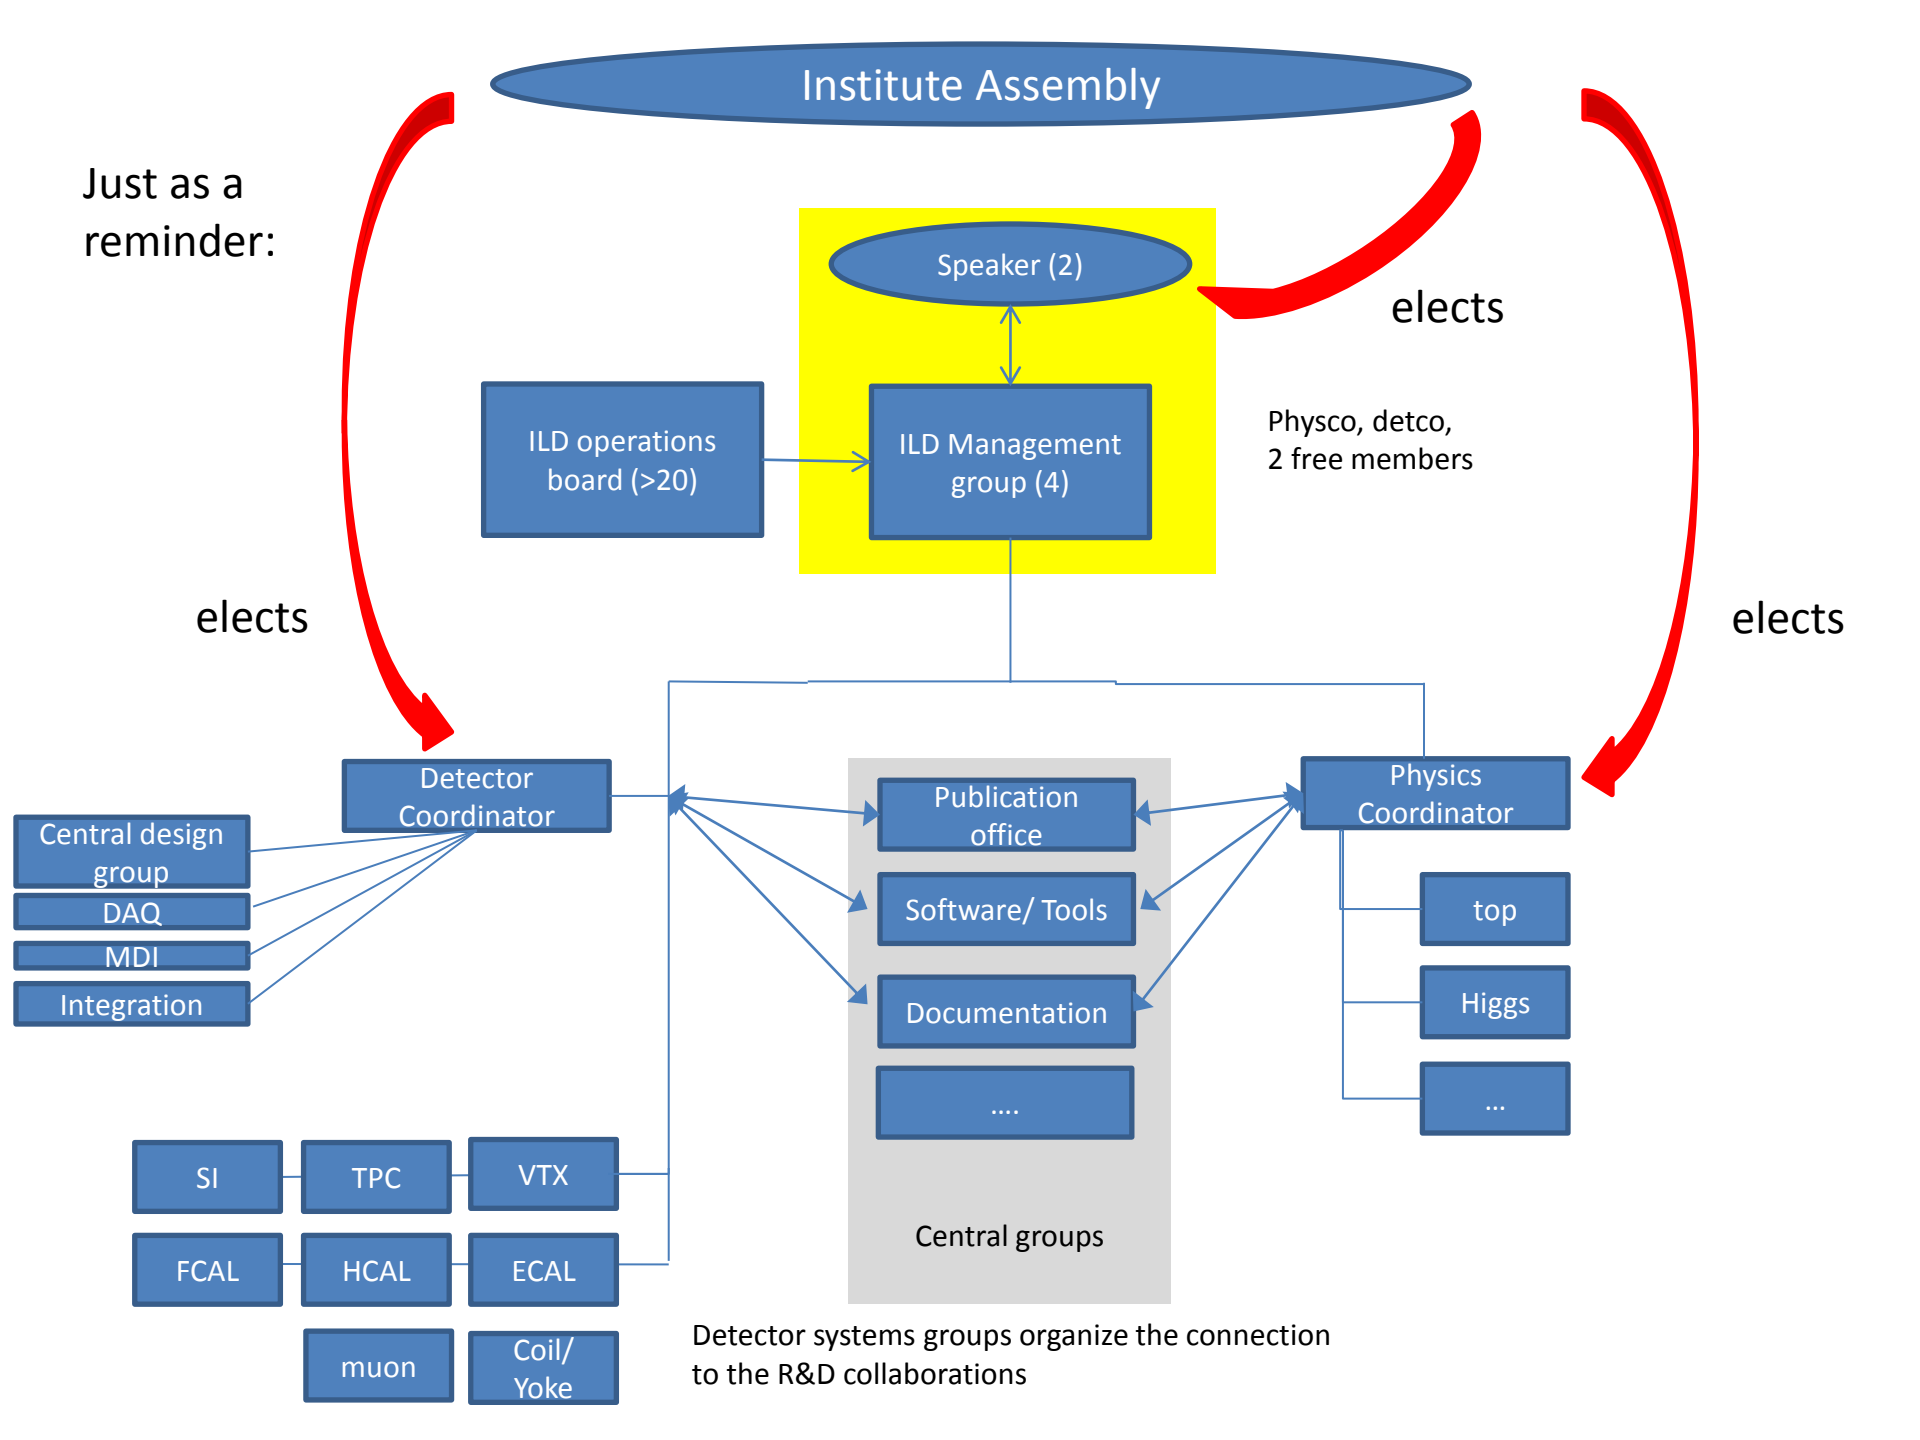 Institute Assembly
Just as a
reminder:
Speaker (2)
elects
ILD operations
board (>20)
ILD Management
group (4)
Physco, detco,
2 free members
elects
elects
Detector
Coordinator
Publication
office
Physics
Coordinator
Central design
group
DAQ
MDI
Integration
Software/ Tools
Documentation
....
top
Higgs
...
SI
TPC
VTX
FCAL
HCAL
ECAL
muon
Coil/
Yoke
Central groups
Detector systems groups organize the connection
to the R&D collaborations